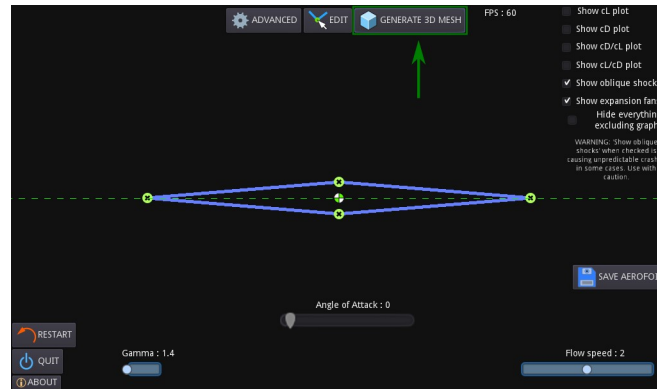 ADVANCED
EDIT
GENERATE 3D MESH
FPS : 60
Show cL plot
Show cD plot
Show cD/cL plot
Show cL/cD plot
Show oblique shock
Show expansion fans
Hide everythin
excluding graph
WARNING: 'Show oblique
shocks' when checked is
causing unpredictable crash
in some cases. Use with
caution.
SAVE AEROFOI
Angle of Attack : 0
RESTART
Gamma : 1.4
Flow speed : 2
QUIT
ABOUT